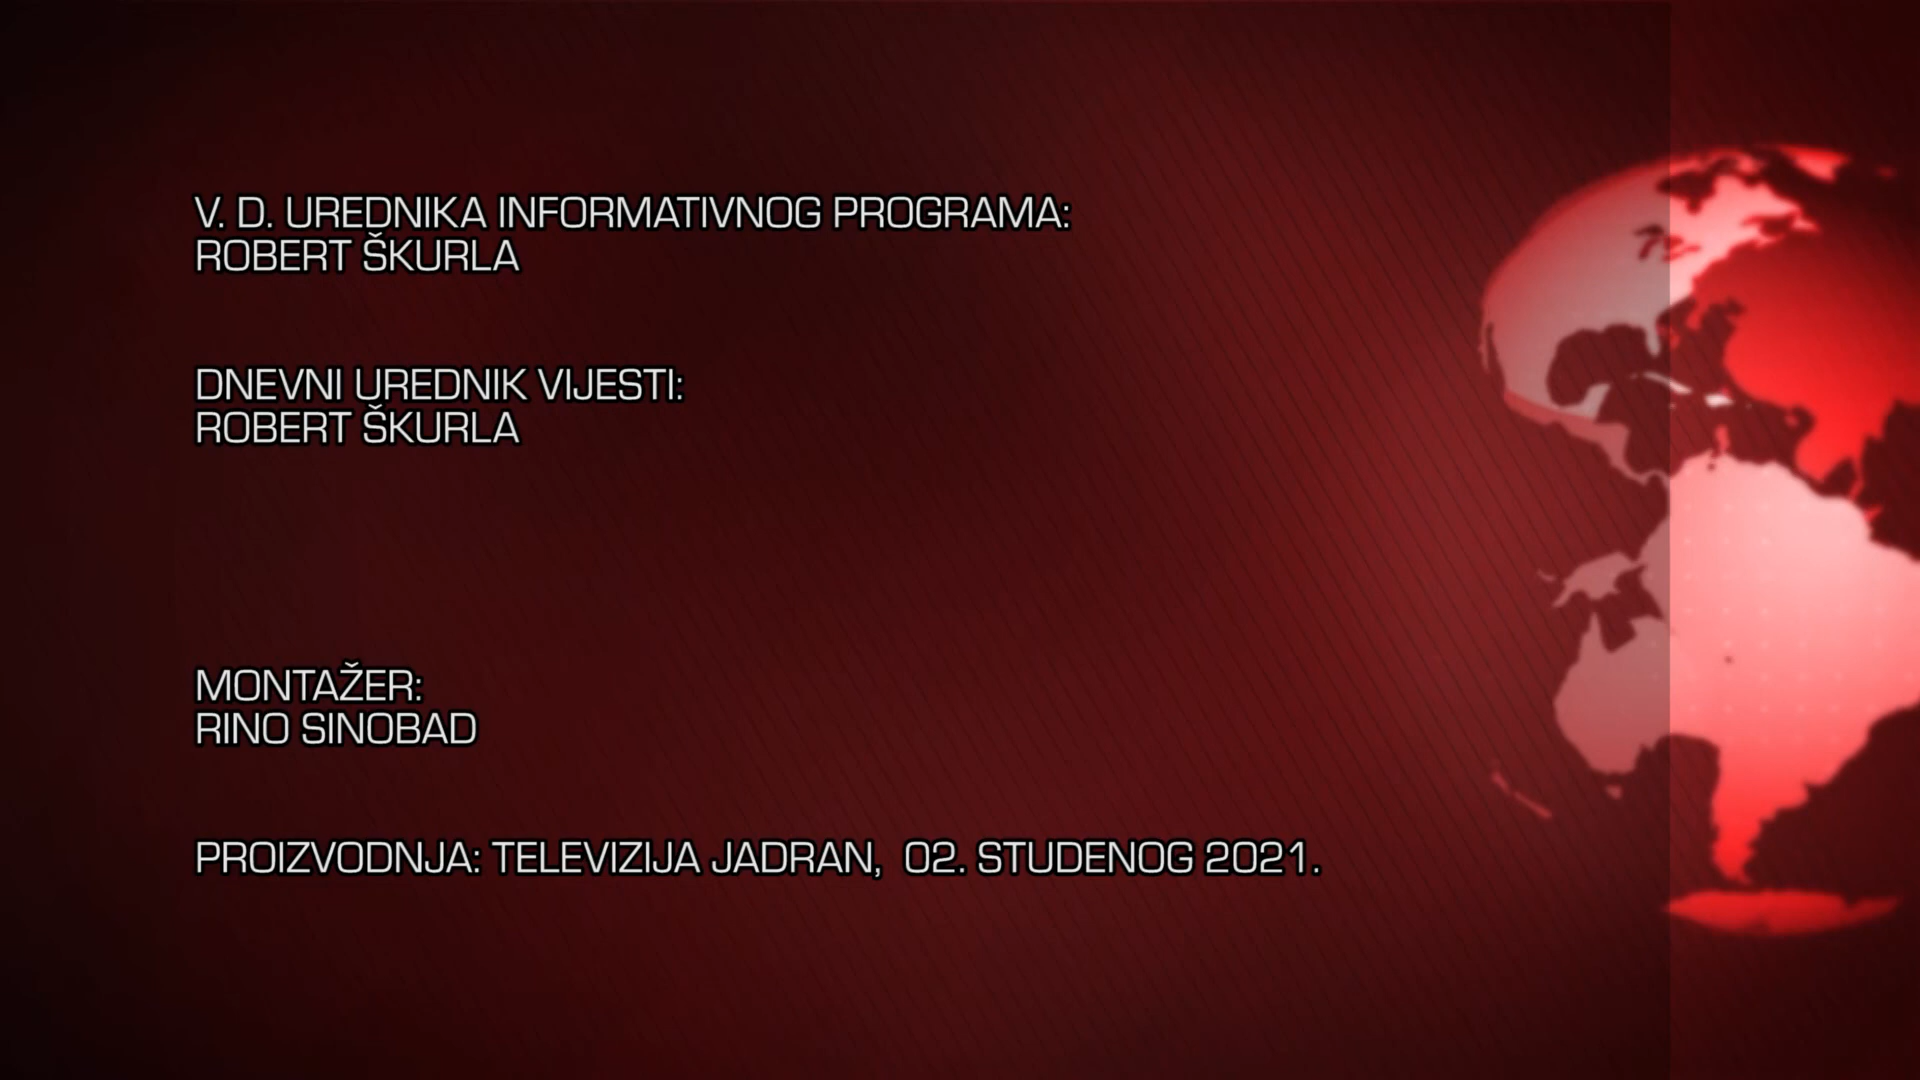 V. D. UREDNIKA INFORMATIVNOG PROGRAMA:
ROBERT ŠKURLA
DNEVNI UREDNIK VIJESTI:
ROBERT ŠKURLA
MONTAŽER:
RINO SINOBAD
PROIZVODNJA: TELEVIZIJA JADRAN,  02. STUDENOG 2021.